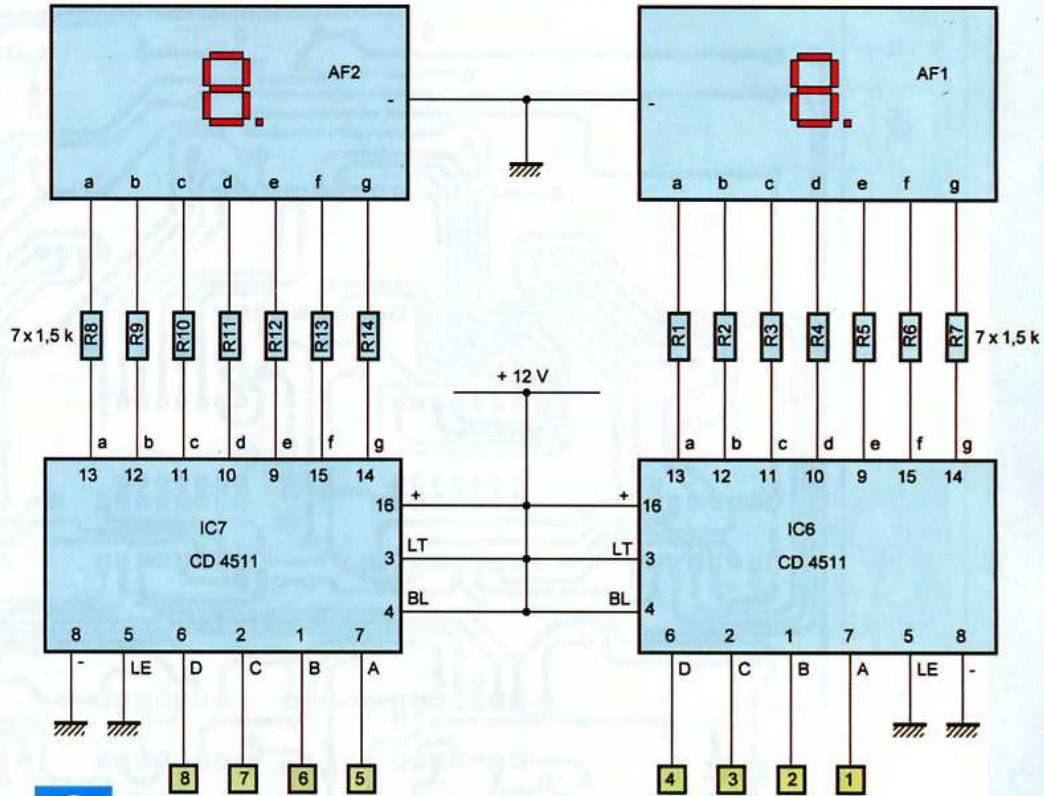 AF2 AF1
- -
a b c d e f g a b c d e f g
7 x 1,5 k R8 R9 R10 R11 R12 R13 R14 R1 R2 R3 R4 R5 R6 R7 7 x 1,5 k
+ 12 V
a b c d e f g a b c d e f g
13 12 11 10 9 15 14 13 12 11 10 9 15 14
16 + + 16
IC7 IC6
LT LT
CD 4511 3 3 CD 4511
BL BL
4 4
8 5 6 2 1 7 6 2 1 7 5 8
- LE D C B A D C B A LE -
8 7 6 5 4 3 2 1